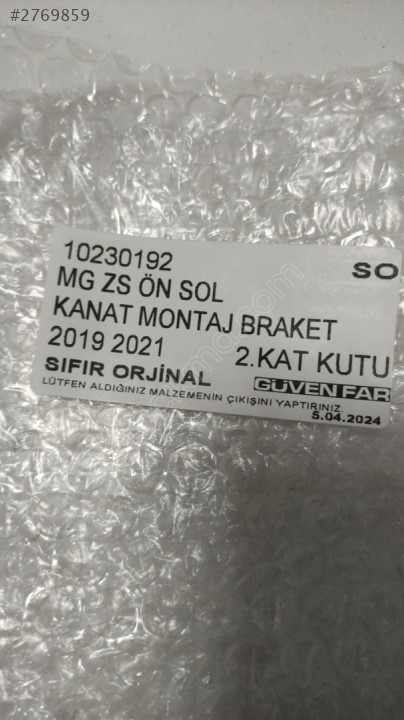 #2769859
10230192
SO
MG ZS ÖN SOL
KANAT MONTAJ BRAKET
2019 2021
2.KAT KUTU
SIFIR ORJİNAL
GÜVEN FAR
LÜTFEN ALDIĞINIZ MALZEMENİN ÇIKIŞINI YAPTIRINIZ
5.04.2024